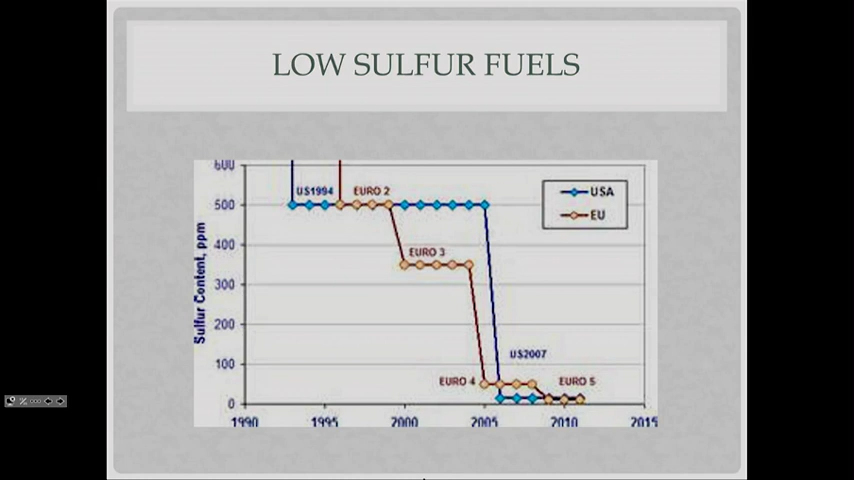 LOW SULFUR FUELS
600
US1994 EURO 2
USA
EU
500
400
EURO 3
300
Sulfur Content, ppm
200
US2007
100
EURO 4
EURO 5
0
1990 1995 2000 2005 2010 2015